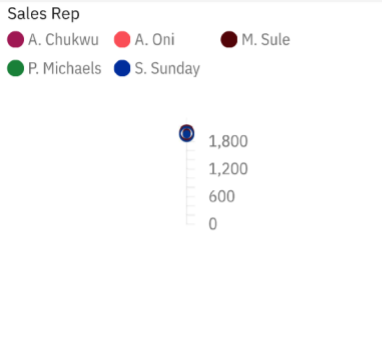 Sales Rep
A. Chukwu A. Oni M. Sule
P. Michaels S. Sunday
1,800
1,200
600
0